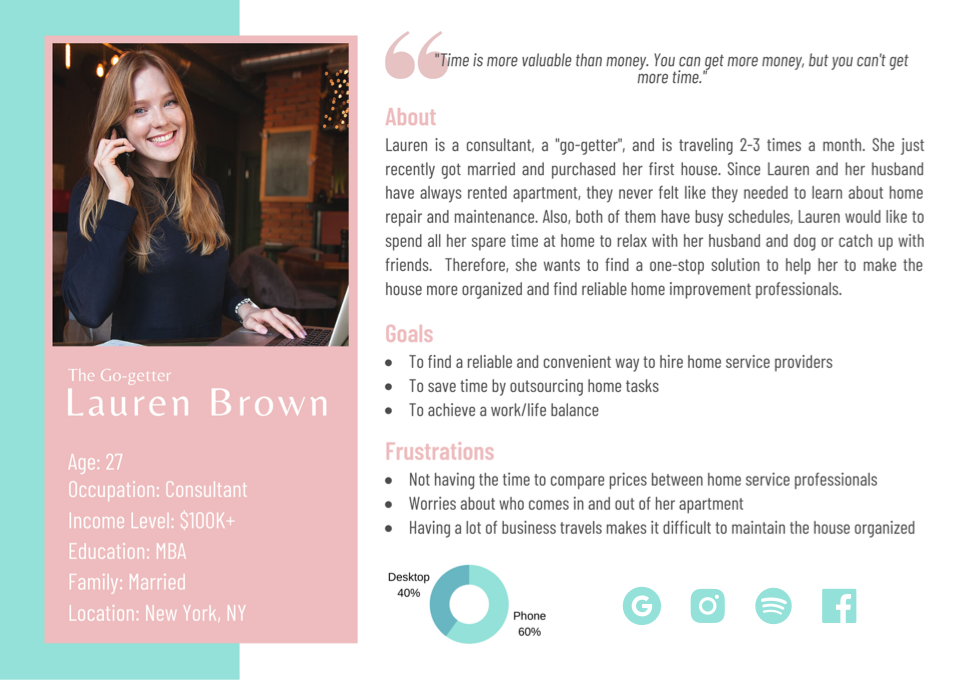 "Time is more valuable than money. You can get more money, but you can't get
more time."
About
Lauren is a consultant, a "go-getter", and is traveling 2-3 times a month. She just
recently got married and purchased her first house. Since Lauren and her husband
have always rented apartment, they never felt like they needed to learn about home
repair and maintenance. Also, both of them have busy schedules, Lauren would like to
spend all her spare time at home to relax with her husband and dog or catch up with
friends. Therefore, she wants to find a one-stop solution to help her to make the
house more organized and find reliable home improvement professionals.
Goals
• To find a reliable and convenient way to hire home service providers
• To save time by outsourcing home tasks
• To achieve a work/life balance
Frustrations
• Not having the time to compare prices between home service professionals
• Worries about who comes in and out of her apartment
• Having a lot of business travels makes it difficult to maintain the house organized
The Go-getter
Lauren Brown
Age: 27
Occupation: Consultant
Income Level: $100K+
Education: MBA
Family: Married
Location: New York, NY
Desktop
40%
Phone
60%